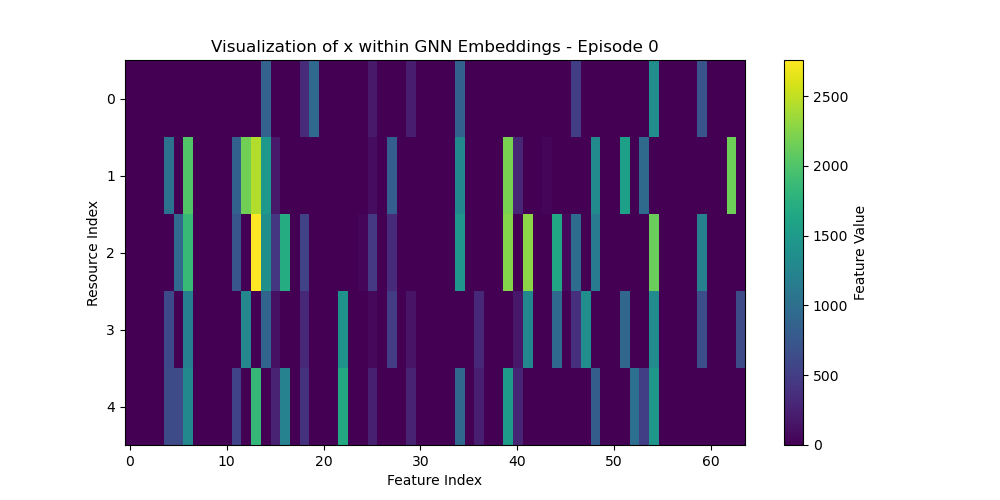 Visualization of x within GNN Embeddings - Episode 0
0
1
2
3
4
Resource Index
0 10 20 30 40 50 60
Feature Index
2500
2000
1500
1000
500
0
Feature Value